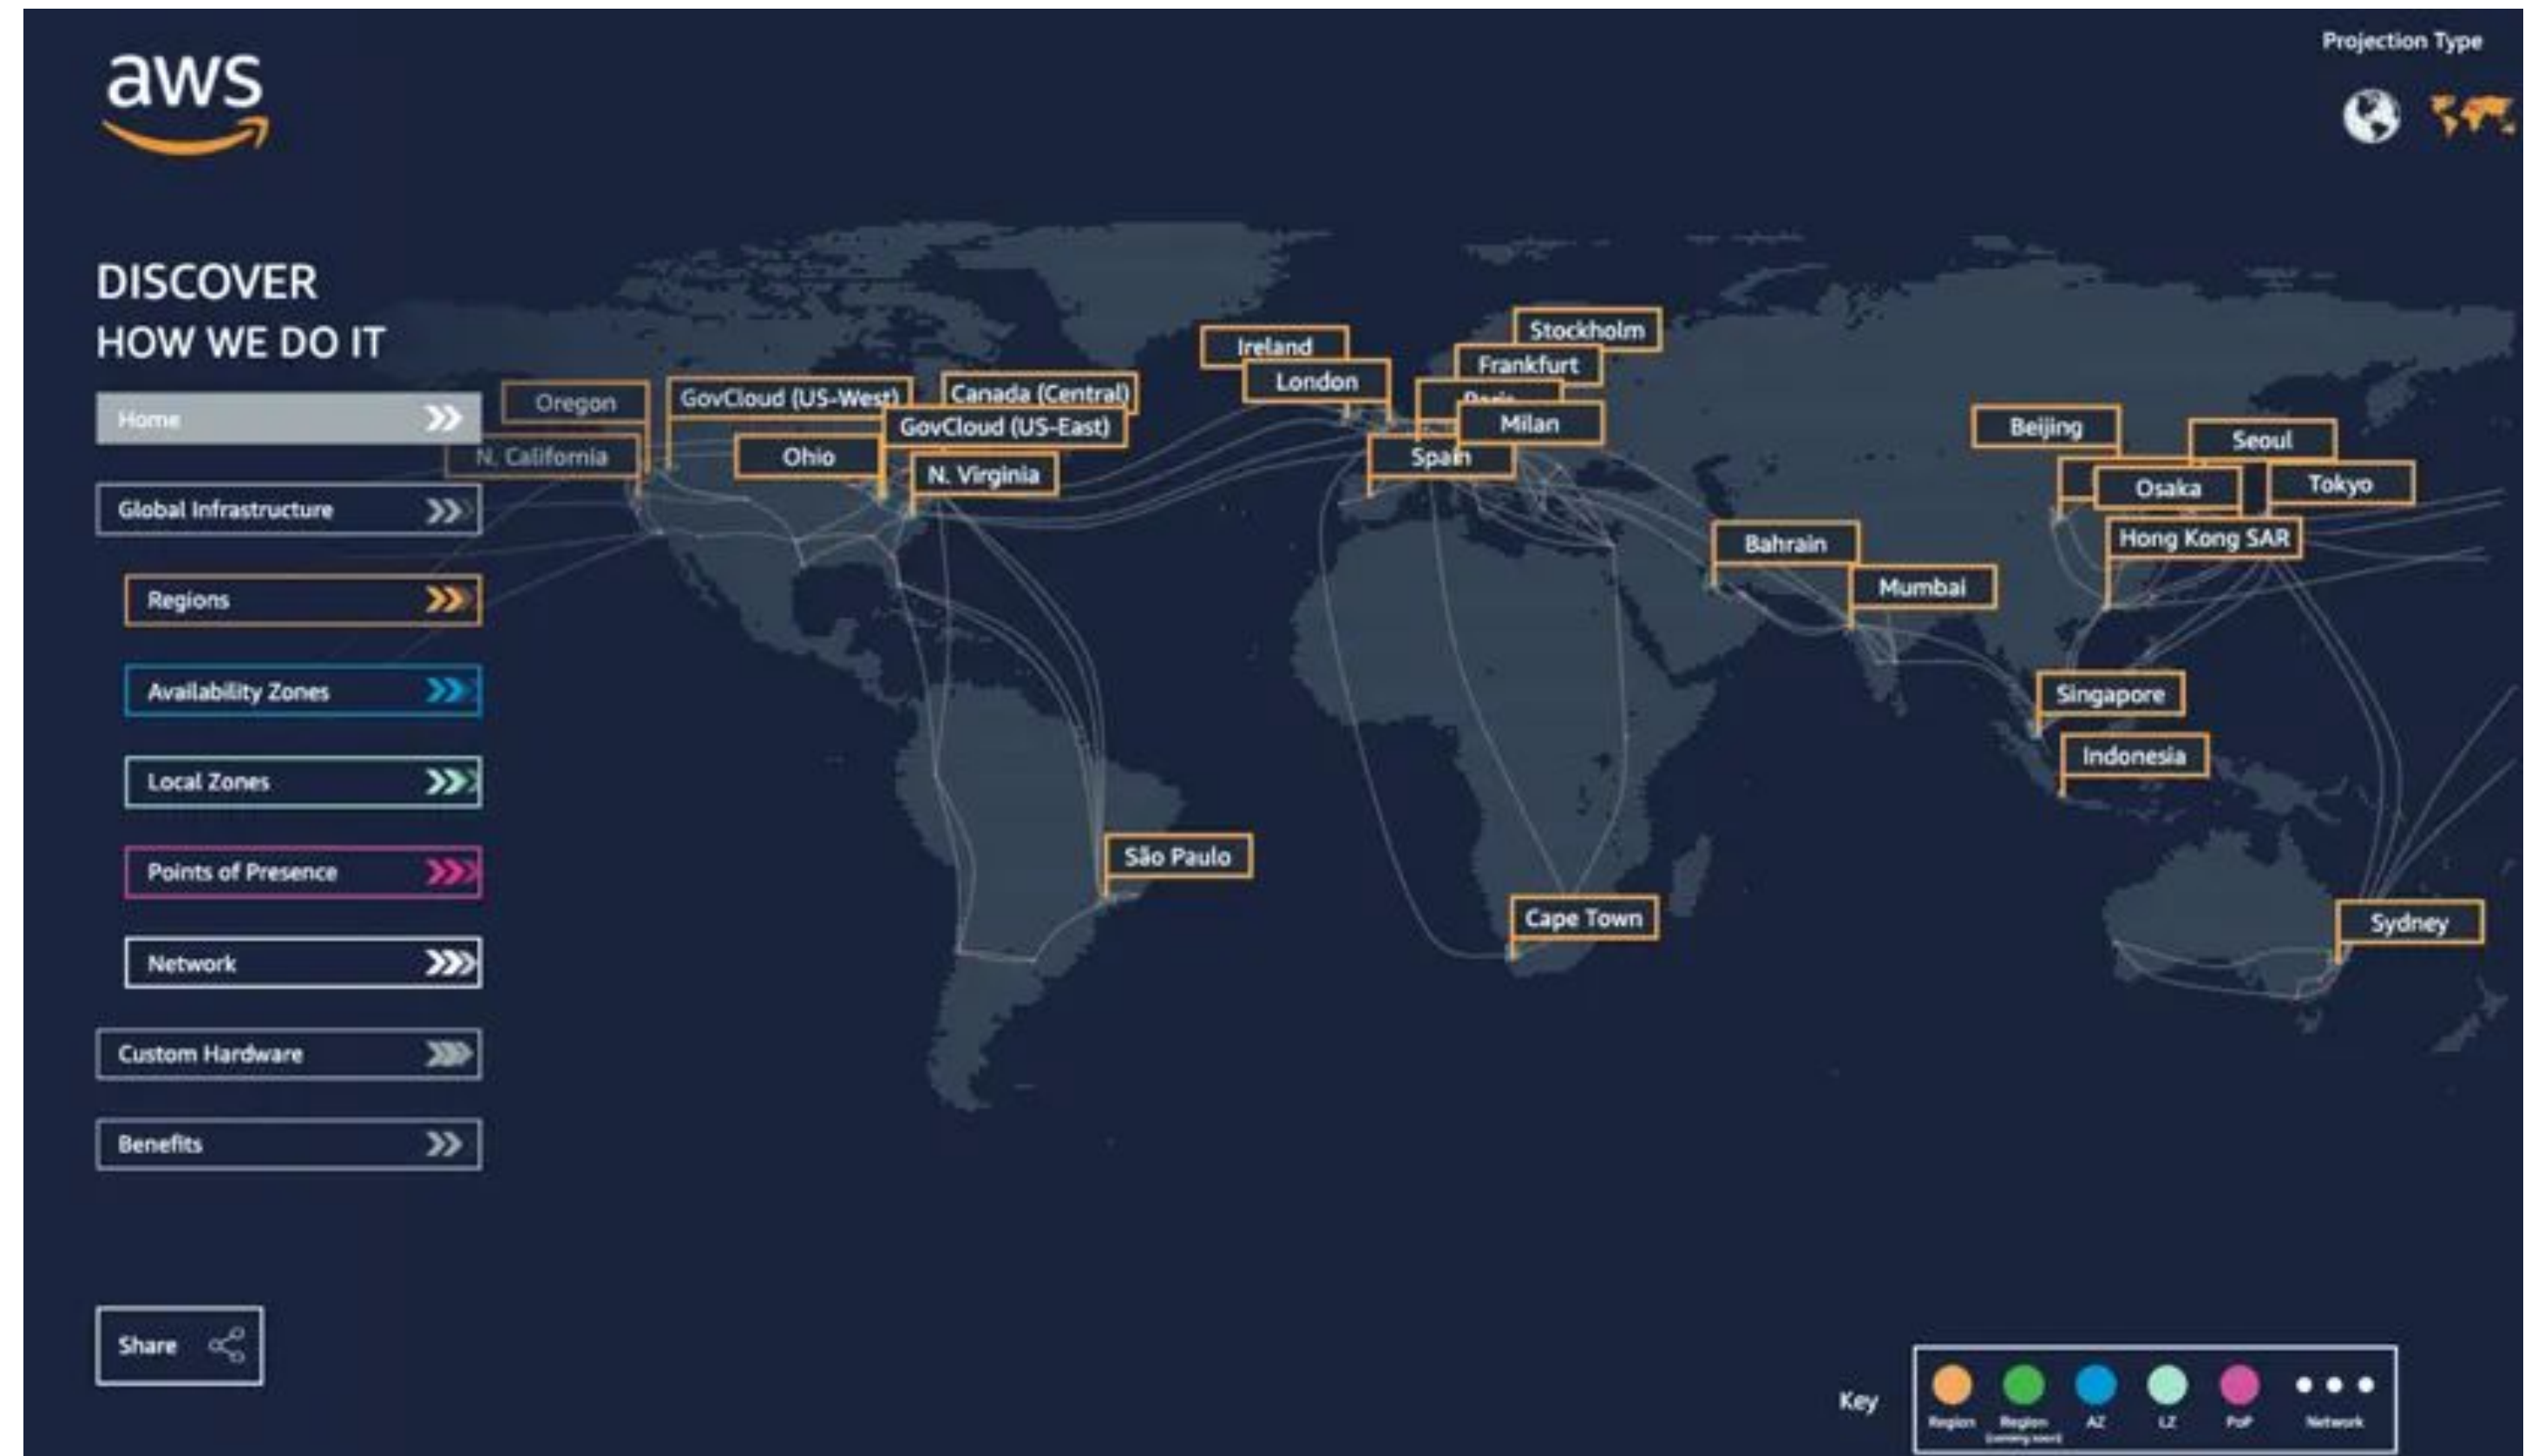 aws
Projection Type
DISCOVER
HOW WE DO IT
Home
Global Infrastructure
Regions
Availability Zones
Local Zones
Points of Presence
Network
Custom Hardware
Benefits
Share
Oregon
GovCloud (US-West)
Canada (Central)
GovCloud (US-East)
N. California
Ohio
N. Virginia
Ireland
London
Stockholm
Frankfurt
Paris
Milan
Spain
Beijing
Seoul
Osaka
Tokyo
Hong Kong SAR
Bahrain
Mumbai
Singapore
Indonesia
São Paulo
Cape Town
Sydney
Key
Region
Region
(coming soon)
AZ
LZ
PoP
Network